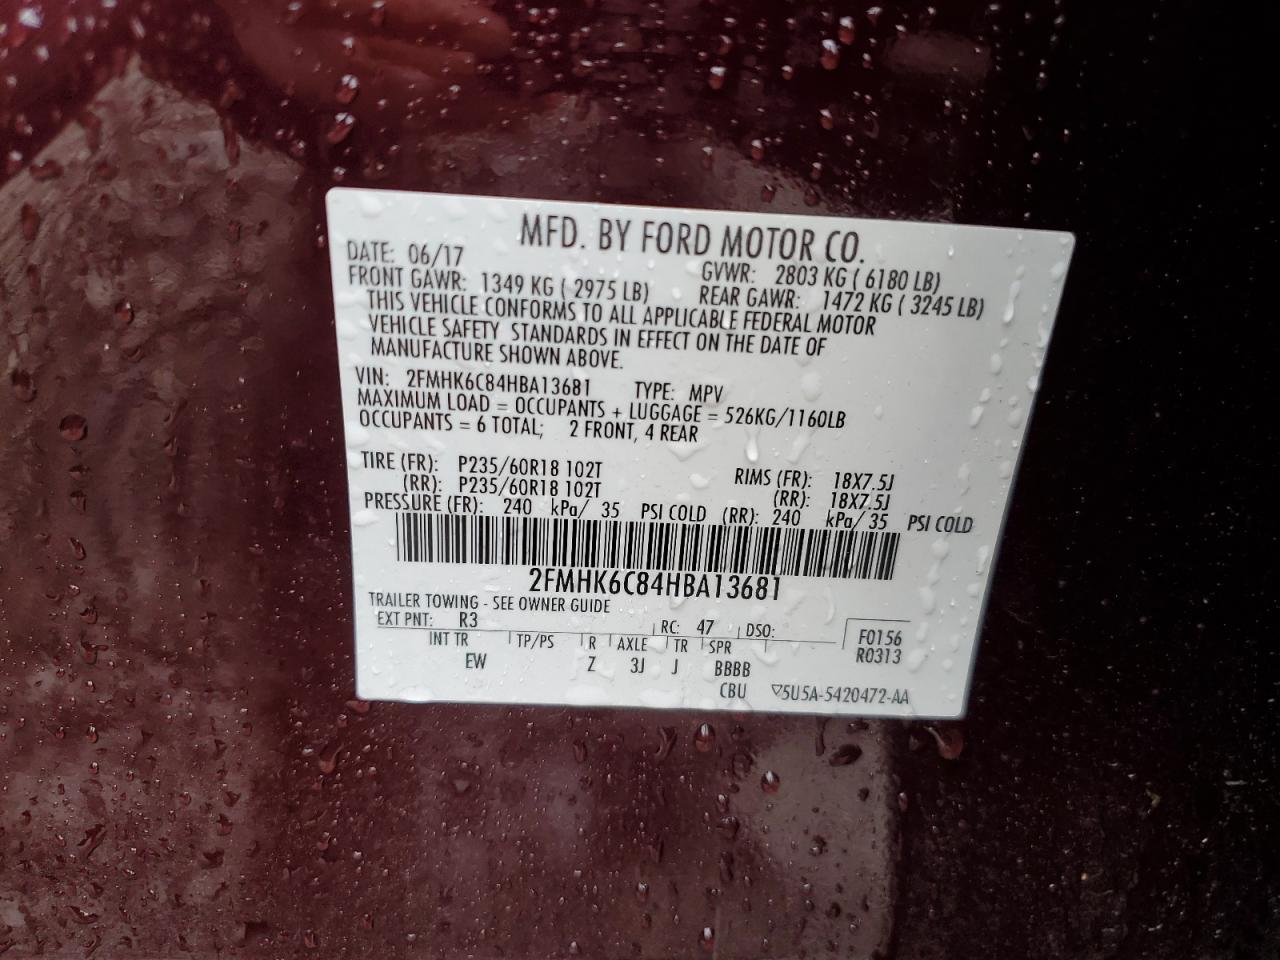 MFD. BY FORD MOTOR CO.
DATE: 06/17 GVWR: 2803 KG ( 6180 LB)
FRONT GAWR: 1349 KG ( 2975 LB) REAR GAWR: 1472 KG ( 3245 LB)
THIS VEHICLE CONFORMS TO ALL APPLICABLE FEDERAL MOTOR
VEHICLE SAFETY STANDARDS IN EFFECT ON THE DATE OF
MANUFACTURE SHOWN ABOVE.
VIN: 2FMHK6C84HBA13681 TYPE: MPV
MAXIMUM LOAD = OCCUPANTS + LUGGAGE = 526KG/1160LB
OCCUPANTS = 6 TOTAL; 2 FRONT, 4 REAR
TIRE (FR): P235/60R18 102T RIMS (FR): 18X7.5J
(RR): P235/60R18 102T (RR): 18X7.5J
PRESSURE (FR): 240 kPa/ 35 PSI COLD (RR): 240 kPa/ 35 PSI COLD
2FMHK6C84HBA13681
TRAILER TOWING - SEE OWNER GUIDE
EXT PNT: R3 RC: 47 DSO: F0156
INT TR TP/PS R AXLE TR SPR R0313
EW Z 3J J BBBB
CBU ▽5U5A-5420472-AA